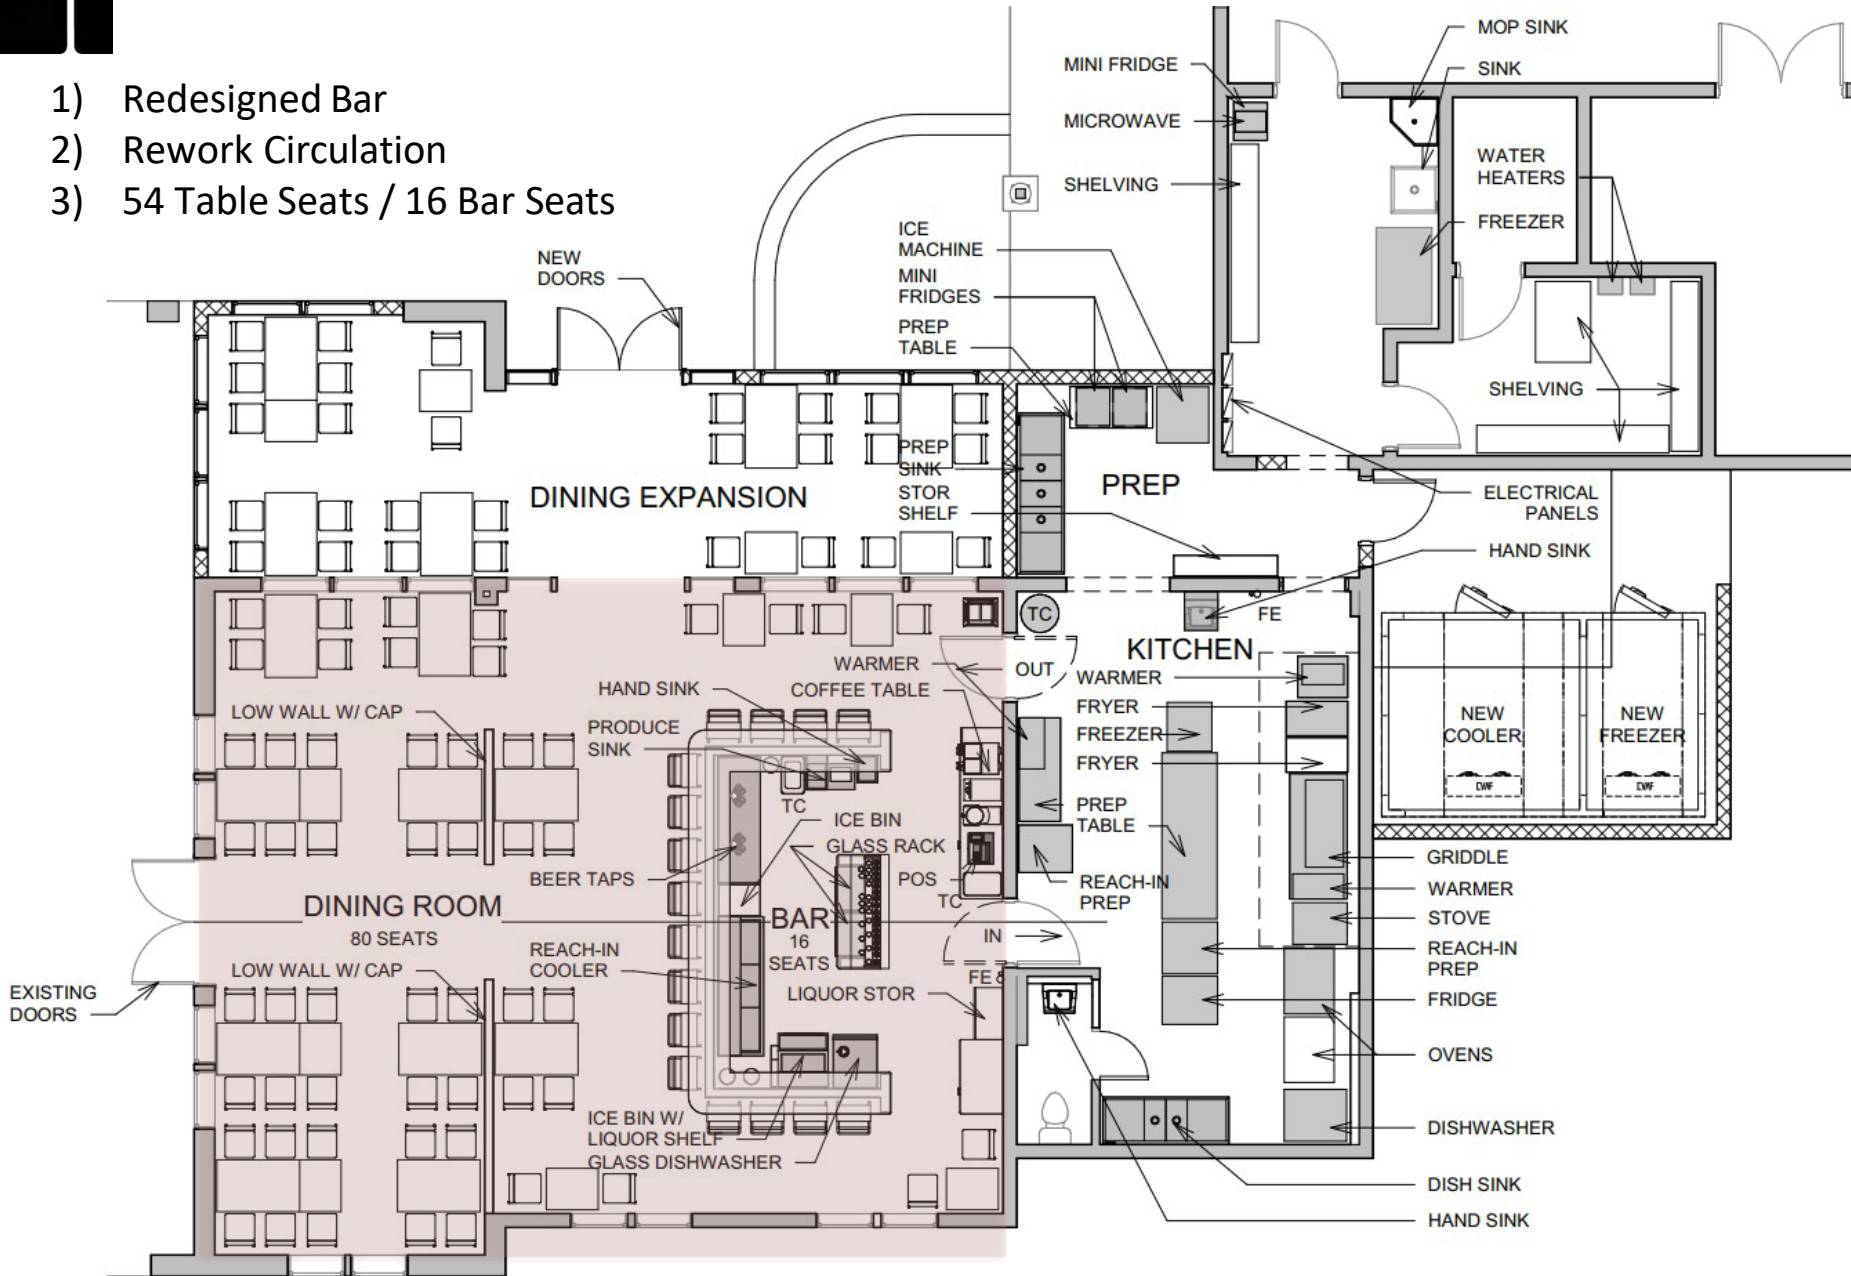 1) Redesigned Bar
2) Rework Circulation
3) 54 Table Seats / 16 Bar Seats
MOP SINK
SINK
MINI FRIDGE
MICROWAVE
SHELVING
WATER
HEATERS
FREEZER
ICE
MACHINE
MINI
FRIDGES
PREP
TABLE
NEW
DOORS
SHELVING
PREP
SINK
STOR
SHELF
DINING EXPANSION
PREP
ELECTRICAL
PANELS
HAND SINK
TC
FE
KITCHEN
OUT
WARMER
COFFEE TABLE
HAND SINK
PRODUCE
SINK
LOW WALL W/ CAP
WARMER
FRYER
FREEZER
FRYER
PREP
TABLE
NEW
COOLER
NEW
FREEZER
CWF
CWF
TC
ICE BIN
GLASS RACK
BEER TAPS
POS
TC
REACH-IN
PREP
GRIDDLE
WARMER
STOVE
REACH-IN
PREP
FRIDGE
OVENS
DINING ROOM
80 SEATS
BAR
16
SEATS
IN
REACH-IN
COOLER
LOW WALL W/ CAP
FE &
LIQUOR STOR
EXISTING
DOORS
ICE BIN W/
LIQUOR SHELF
GLASS DISHWASHER
DISHWASHER
DISH SINK
HAND SINK